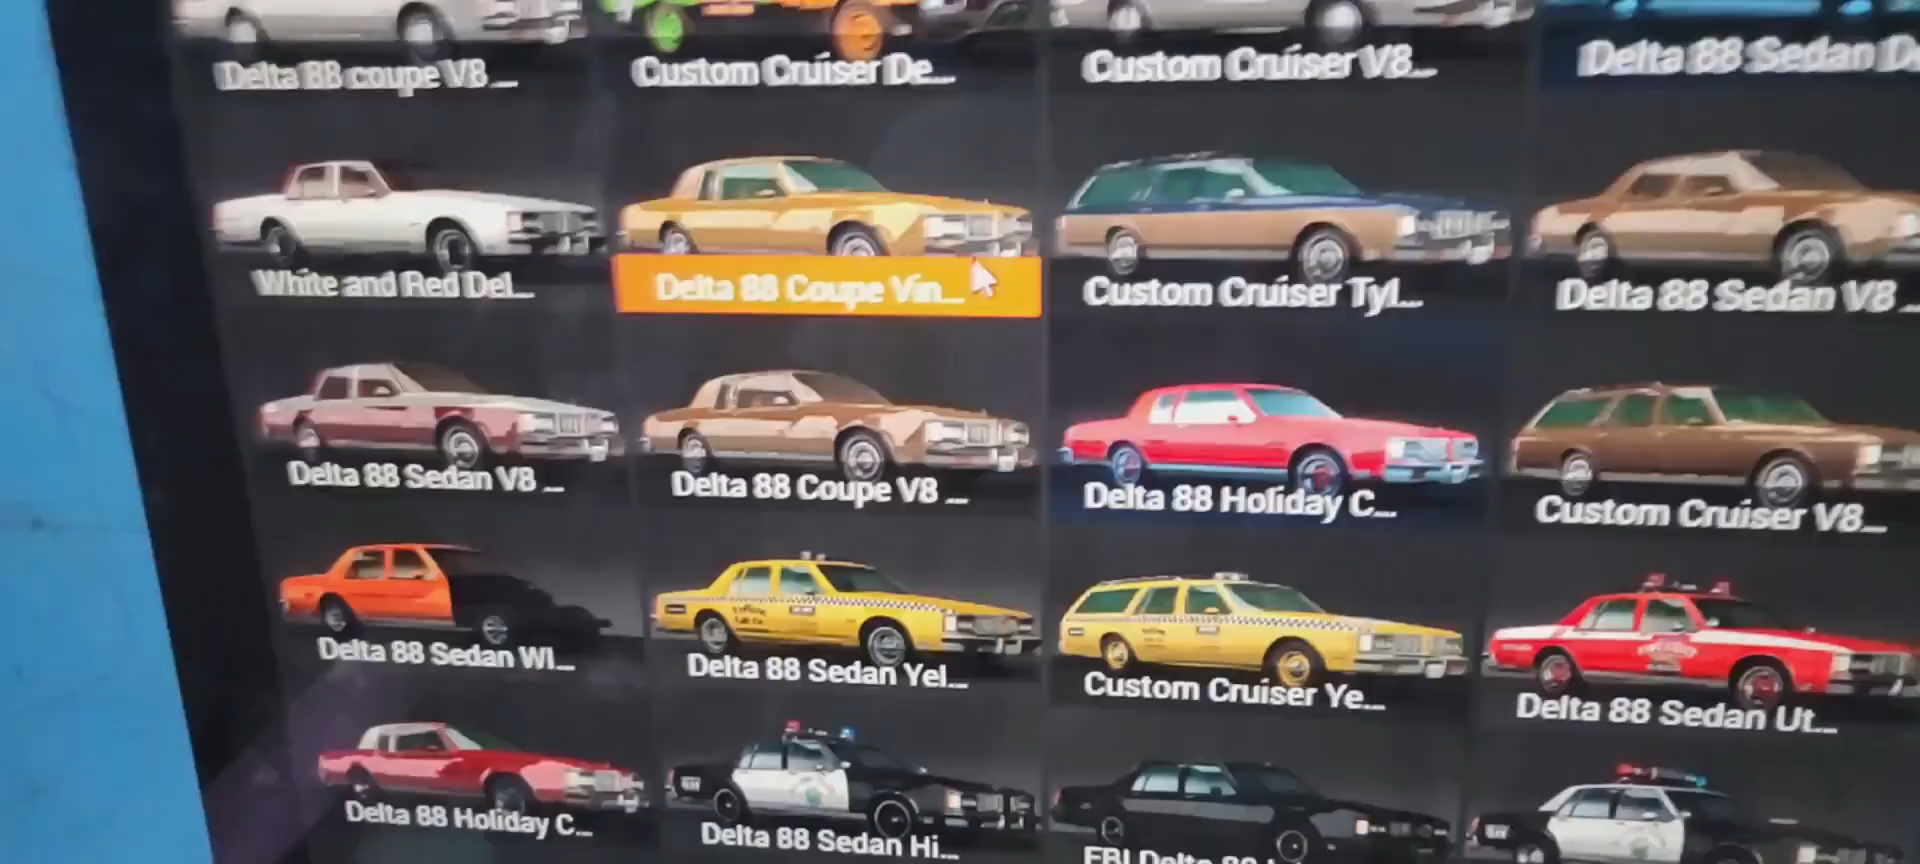 Delta 88 coupe V8 ...
Custom Cruiser De...
Custom Cruiser V8...
Delta 88 Sedan D
White and Red Del...
Delta 88 Coupe Vin...
Custom Cruiser Tyl...
Delta 88 Sedan V8 ...
Delta 88 Sedan V8 ...
Delta 88 Coupe V8 ...
Delta 88 Holiday C...
Custom Cruiser V8...
Delta 88 Sedan Wi...
Delta 88 Sedan Yel...
Custom Cruiser Ye...
Delta 88 Sedan Ut...
Delta 88 Holiday C...
Delta 88 Sedan Hi...
FBI Delta 88